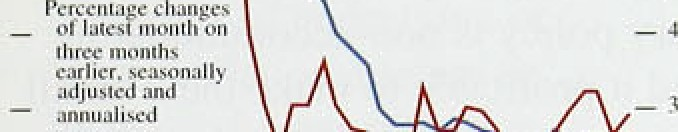 Percentage changes
of latest month on
three months
earlier, seasonally
adjusted and
annualised
4
3